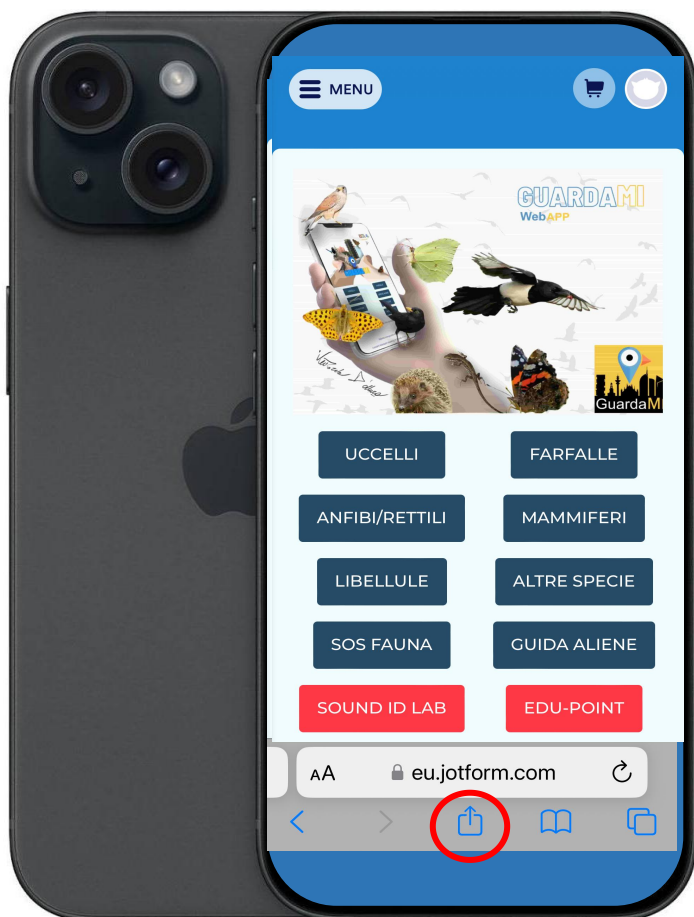 MENU
GUARDAMI
WebAPP
GuardaMI
UCCELLI
FARFALLE
ANFIBI/RETTILI
MAMMIFERI
LIBELLULE
ALTRE SPECIE
SOS FAUNA
GUIDA ALIENE
SOUND ID LAB
EDU-POINT
AA
eu.jotform.com